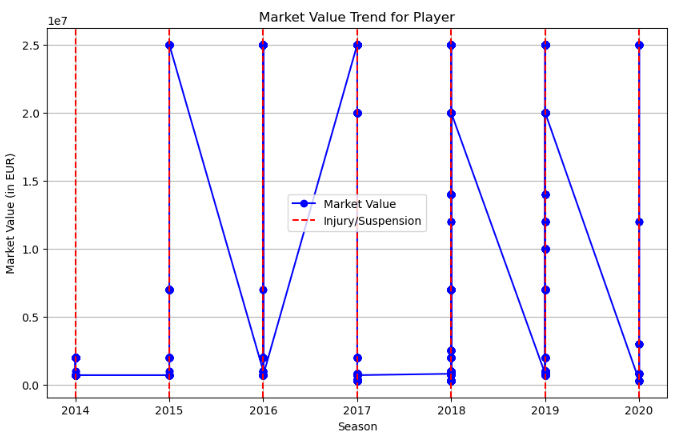 Market Value Trend for Player
1e7
2.5
2.0
1.5
1.0
0.5
0.0
Market Value (in EUR)
Market Value
Injury/Suspension
2014 2015 2016 2017 2018 2019 2020
Season